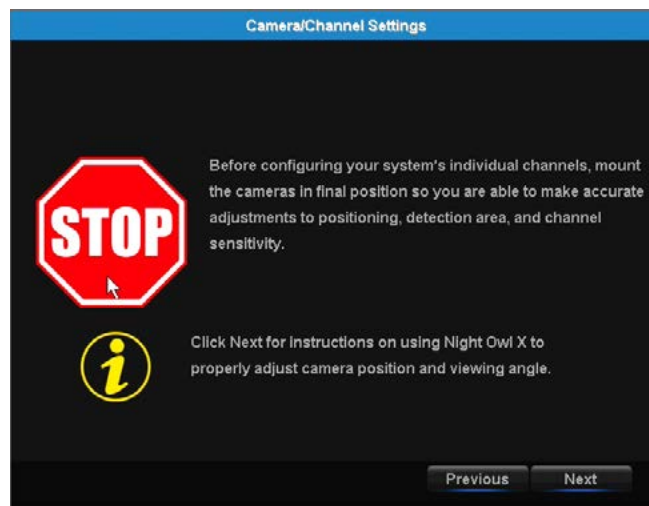 Camera/Channel Settings
Before configuring your system's individual channels, mount
the cameras in final position so you are able to make accurate
adjustments to positioning, detection area, and channel
sensitivity.
STOP
Click Next for instructions on using Night Owl X to
properly adjust camera position and viewing angle.
i
Previous
Next